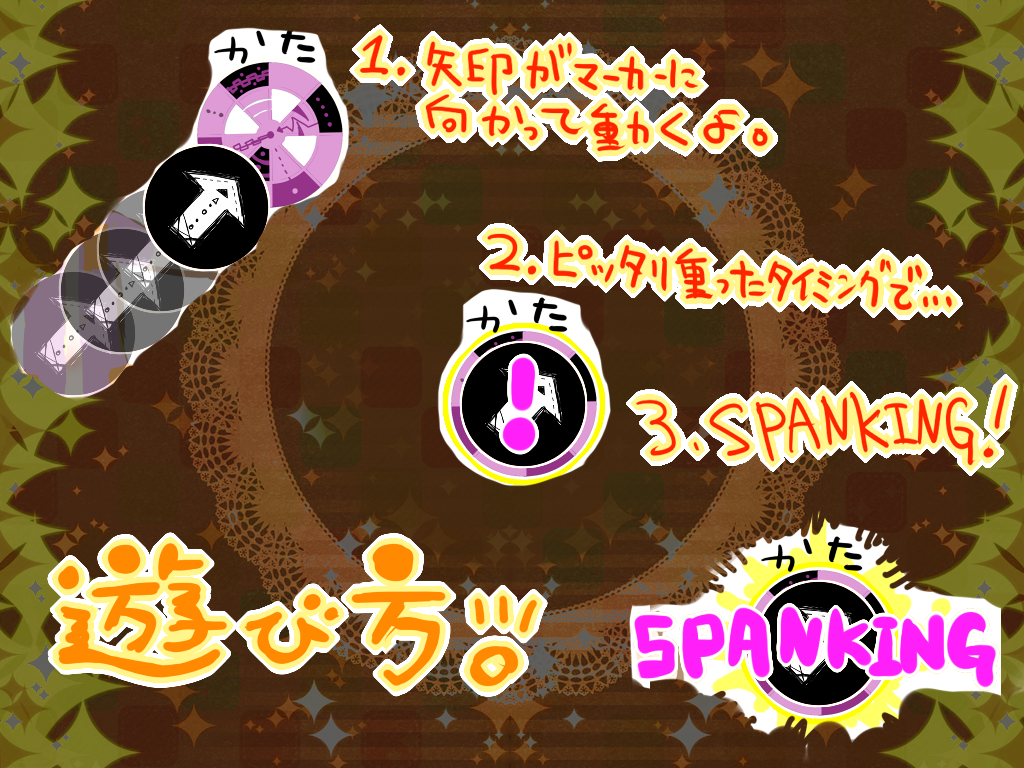 かた
1. 矢印がマーカーに
向かって動くよ。
2. ピッタリ重ったタイミングで...
かた
!
3. SPANKING!
遊び方!!!。
かた
SPANKING